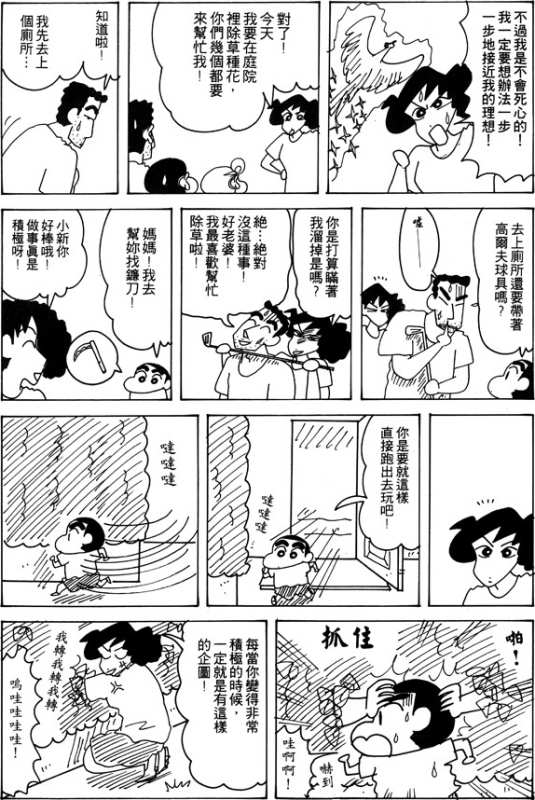 不過我是不會死心的！
我一定要想辦法一步
一步地接近我的理想！
對了！
今天
我要在庭院
裡除草種花，
你們幾個都要
來幫忙我！
知道啦！
我先去上
個廁所…
去上廁所還要帶著
高爾夫球具嗎？
哇
你是打算瞞著
我溜掉是嗎？
絕…絕對
沒這種事！
好老婆！
我最喜歡幫忙
除草啦！
媽媽！我去
幫妳找鐮刀！
小新你
好棒哦！
做事真是
積極呀！
你是要就這樣
直接跑出去玩吧！
噠噠噠
噠噠噠
啪！
抓住
哇啊啊！
嚇到
每當你變得非常
積極的時候，
一定就是有這樣
的企圖！
我轉我轉我轉
嗚哇哇哇哇！